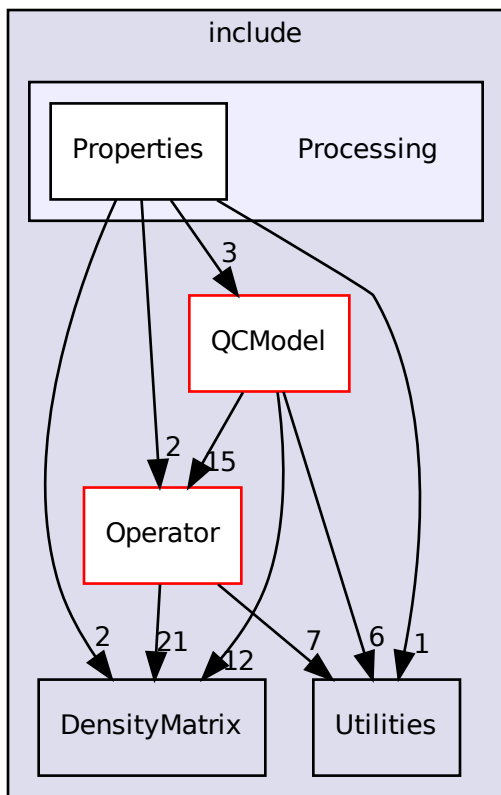 include
Properties
Processing
3
QCModel
2
15
Operator
2
21
12
7
6
1
DensityMatrix
Utilities